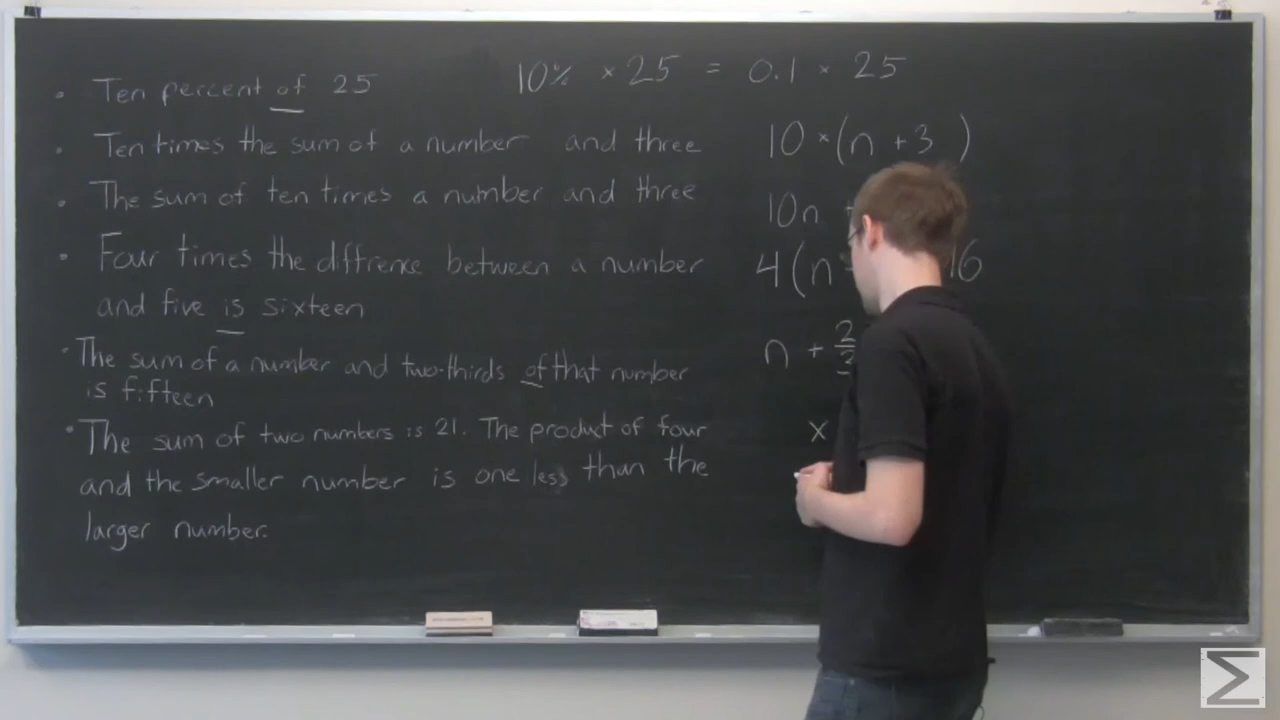 • Ten percent of 25 10% × 25 = 0.1 × 25
• Ten times the sum of a number and three 10 × (n + 3 )
• The sum of ten times a number and three 10n
• Four times the diffrence between a number 4(n 16
and five is sixteen
• The sum of a number and two-thirds of that number n + 2/3
is fifteen
• The sum of two numbers is 21. The product of four x
and the smaller number is one less than the
larger number.
Σ